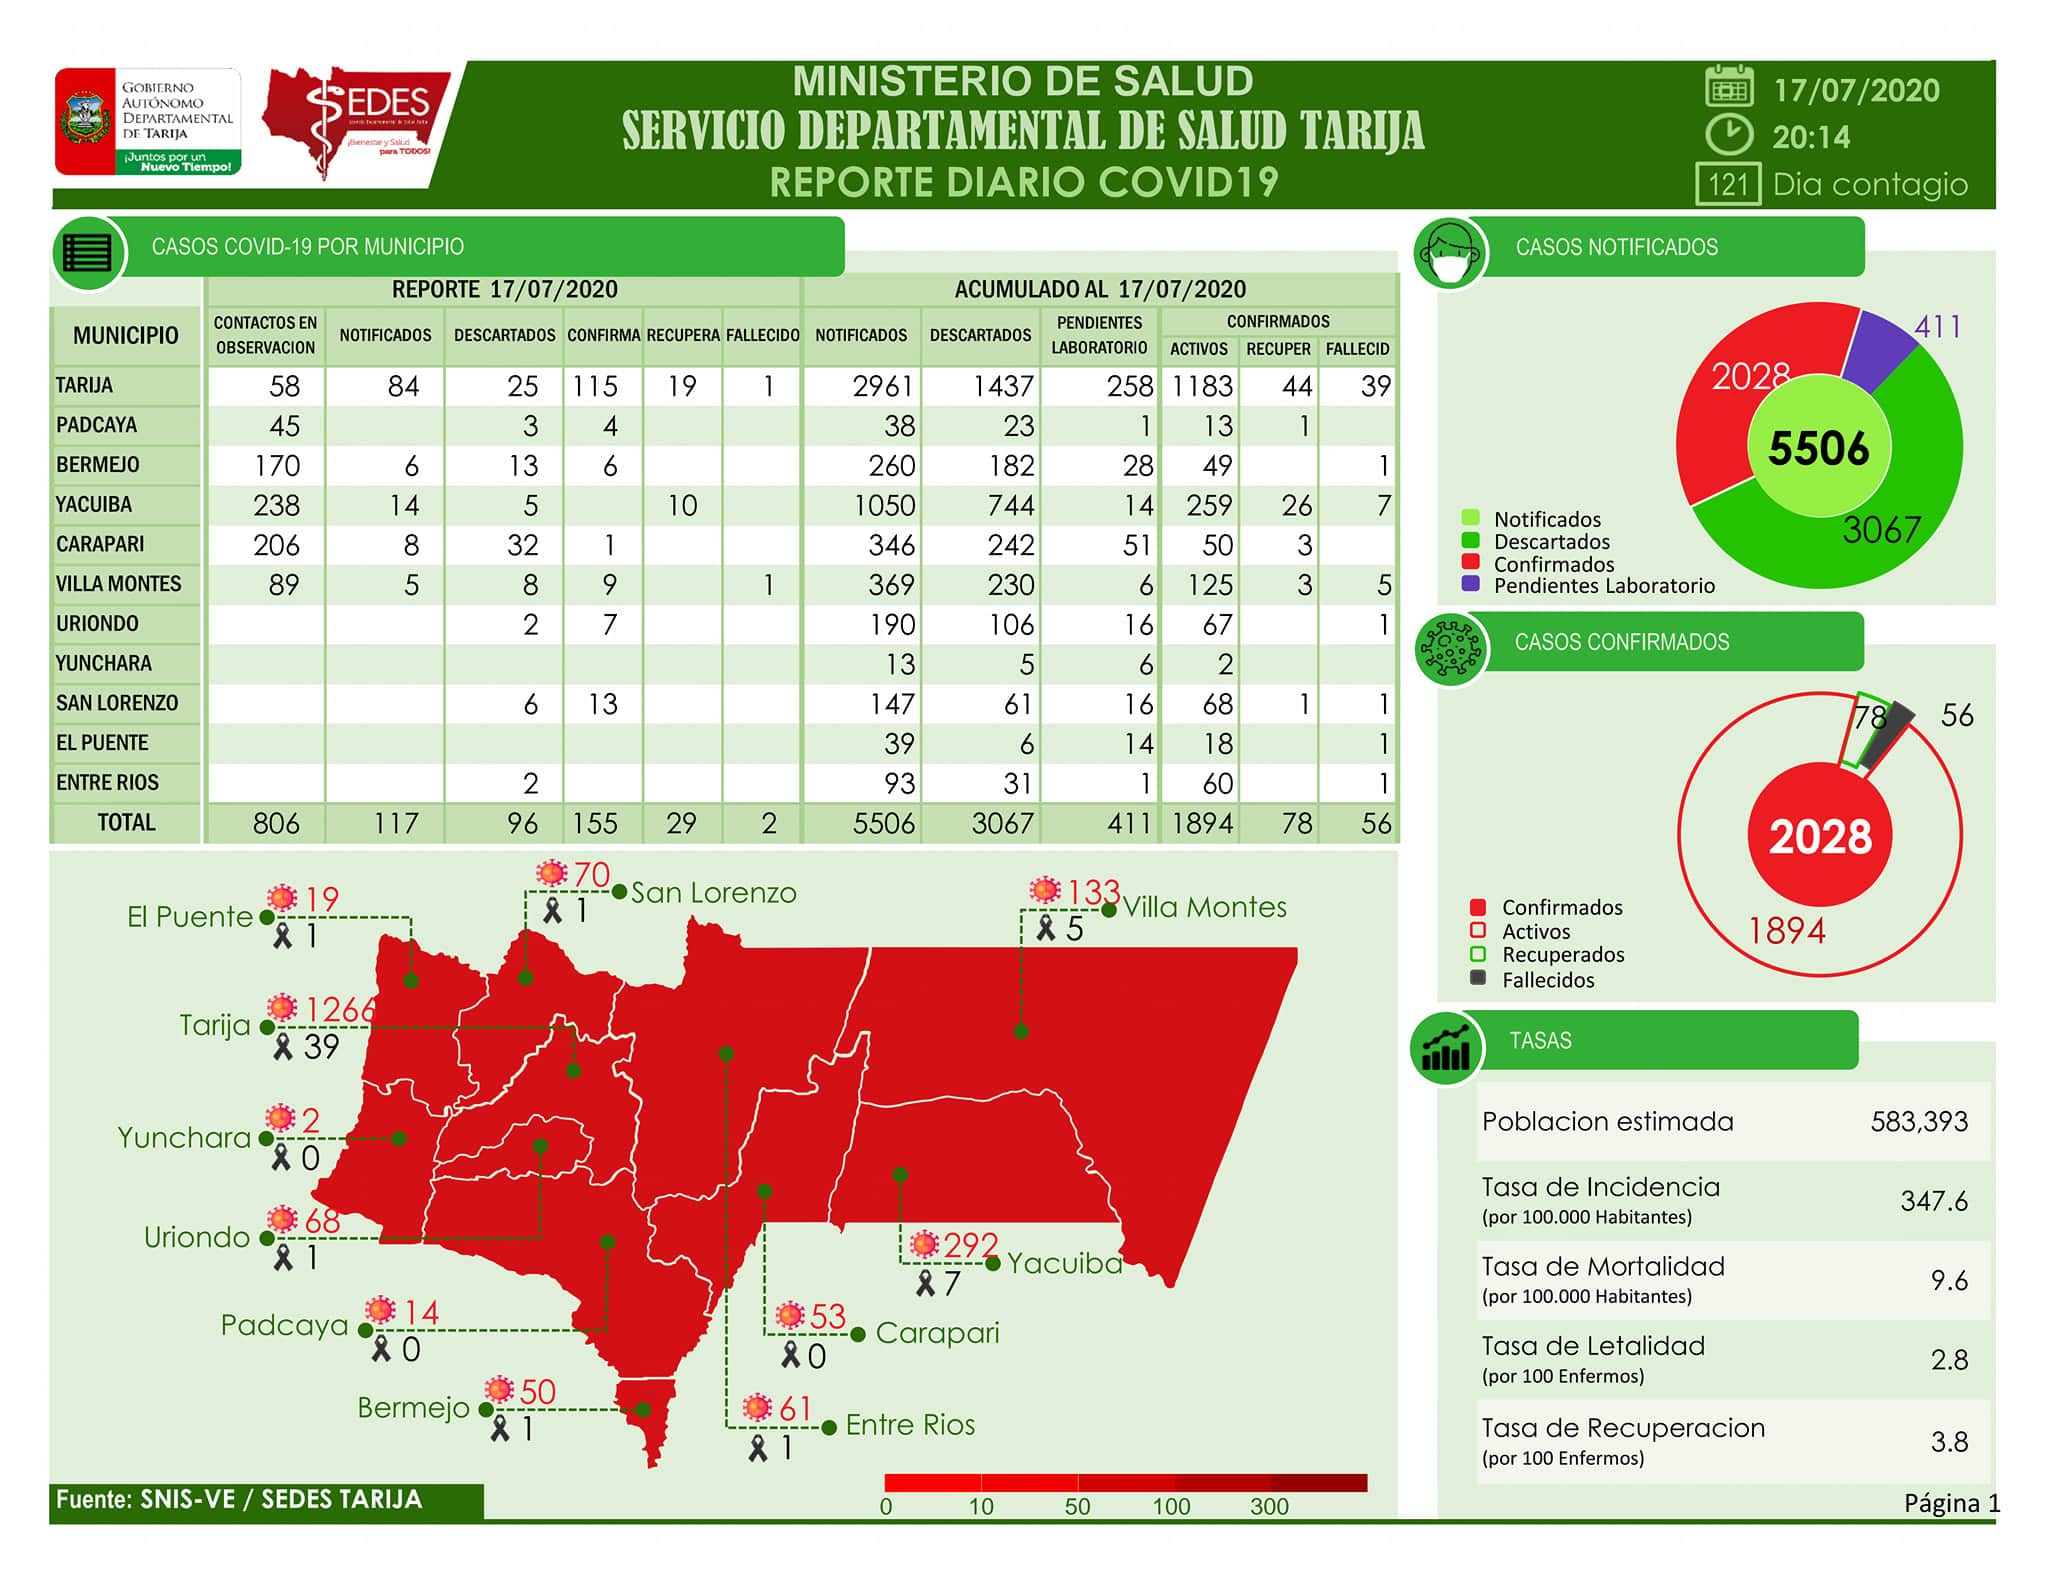 GOBIERNO
AUTÓNOMO
DEPARTAMENTAL
DE TARIJA
¡Juntos por un
Nuevo Tiempo!
SEDES
¡Bienestar y Salud
para TODOS!
MINISTERIO DE SALUD
SERVICIO DEPARTAMENTAL DE SALUD TARIJA
REPORTE DIARIO COVID19
17/07/2020
20:14
121 Dia contagio
CASOS COVID-19 POR MUNICIPIO
REPORTE 17/07/2020 ACUMULADO AL 17/07/2020
MUNICIPIO CONTACTOS EN OBSERVACION NOTIFICADOS DESCARTADOS CONFIRMA RECUPERA FALLECIDO NOTIFICADOS DESCARTADOS PENDIENTES LABORATORIO CONFIRMADOS
ACTIVOS RECUPER FALLECID
TARIJA 58 84 25 115 19 1 2961 1437 258 1183 44 39
PADCAYA 45 3 4 38 23 1 13 1
BERMEJO 170 6 13 6 260 182 28 49 1
YACUIBA 238 14 5 10 1050 744 14 259 26 7
CARAPARI 206 8 32 1 346 242 51 50 3
VILLA MONTES 89 5 8 9 1 369 230 6 125 3 5
URIONDO 2 7 190 106 16 67 1
YUNCHARA 13 5 6 2
SAN LORENZO 6 13 147 61 16 68 1 1
EL PUENTE 39 6 14 18 1
ENTRE RIOS 2 93 31 1 60 1
TOTAL 806 117 96 155 29 2 5506 3067 411 1894 78 56
El Puente 19
1
70 San Lorenzo
1
133 Villa Montes
5
Tarija 1266
39
Yunchara 2
0
Uriondo 68
1
Padcaya 14
0
Bermejo 50
1
292 Yacuiba
7
53 Carapari
0
61 Entre Rios
1
0 10 50 100 300
Fuente: SNIS-VE / SEDES TARIJA
CASOS NOTIFICADOS
411
2028
5506
3067
Notificados
Descartados
Confirmados
Pendientes Laboratorio
CASOS CONFIRMADOS
78
56
2028
1894
Confirmados
Activos
Recuperados
Fallecidos
TASAS
Poblacion estimada 583,393
Tasa de Incidencia 347.6
(por 100.000 Habitantes)
Tasa de Mortalidad 9.6
(por 100.000 Habitantes)
Tasa de Letalidad 2.8
(por 100 Enfermos)
Tasa de Recuperacion 3.8
(por 100 Enfermos)
Página 1